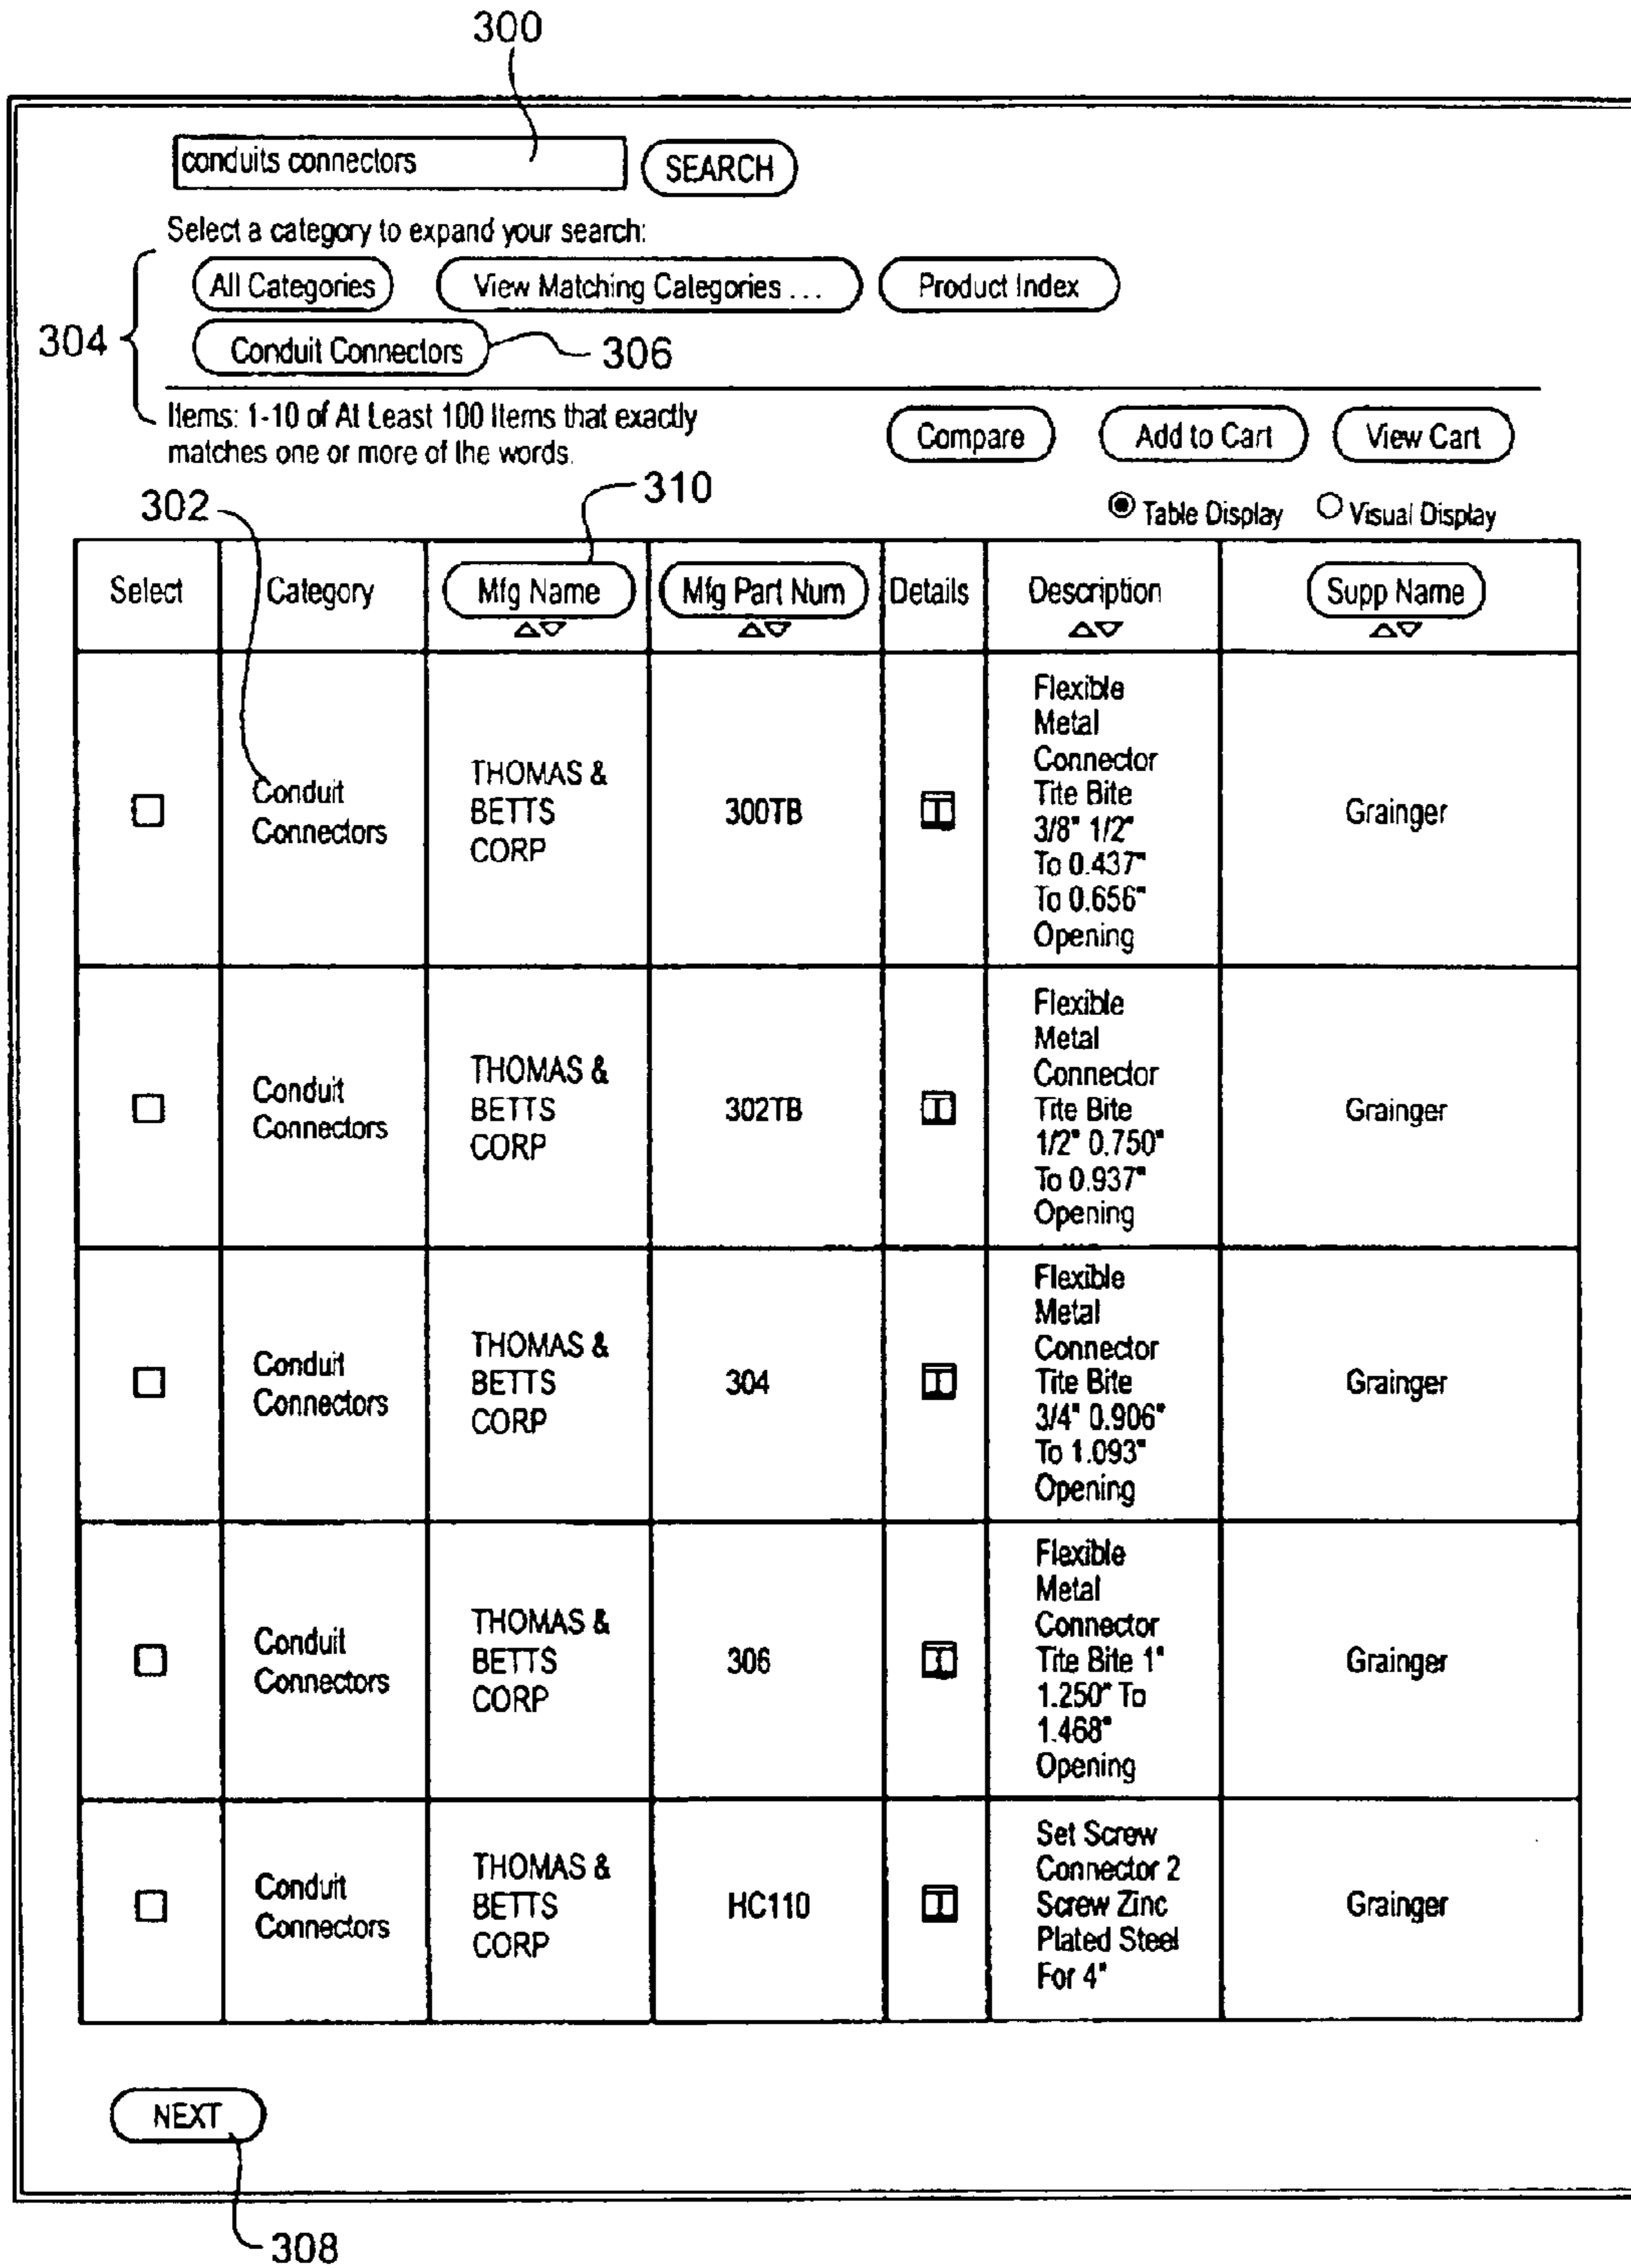 300
conduits connectors SEARCH
Select a category to expand your search:
All Categories View Matching Categories ... Product Index
304 Conduit Connectors 306
Items: 1-10 of At Least 100 Items that exactly
matches one or more of the words.
Compare Add to Cart View Cart
302 310
Table Display Visual Display
Select Category Mfg Name Mfg Part Num Details Description Supp Name
Conduit
Connectors
THOMAS &
BETTS
CORP
300TB
Flexible
Metal
Connector
Tite Bite
3/8" 1/2"
To 0.437"
To 0.656"
Opening
Grainger
Conduit
Connectors
THOMAS &
BETTS
CORP
302TB
Flexible
Metal
Connector
Tite Bite
1/2" 0.750"
To 0.937"
Opening
Grainger
Conduit
Connectors
THOMAS &
BETTS
CORP
304
Flexible
Metal
Connector
Tite Bite
3/4" 0.906"
To 1.093"
Opening
Grainger
Conduit
Connectors
THOMAS &
BETTS
CORP
306
Flexible
Metal
Connector
Tite Bite 1"
1.250" To
1.468"
Opening
Grainger
Conduit
Connectors
THOMAS &
BETTS
CORP
HC110
Set Screw
Connector 2
Screw Zinc
Plated Steel
For 4"
Grainger
NEXT
308